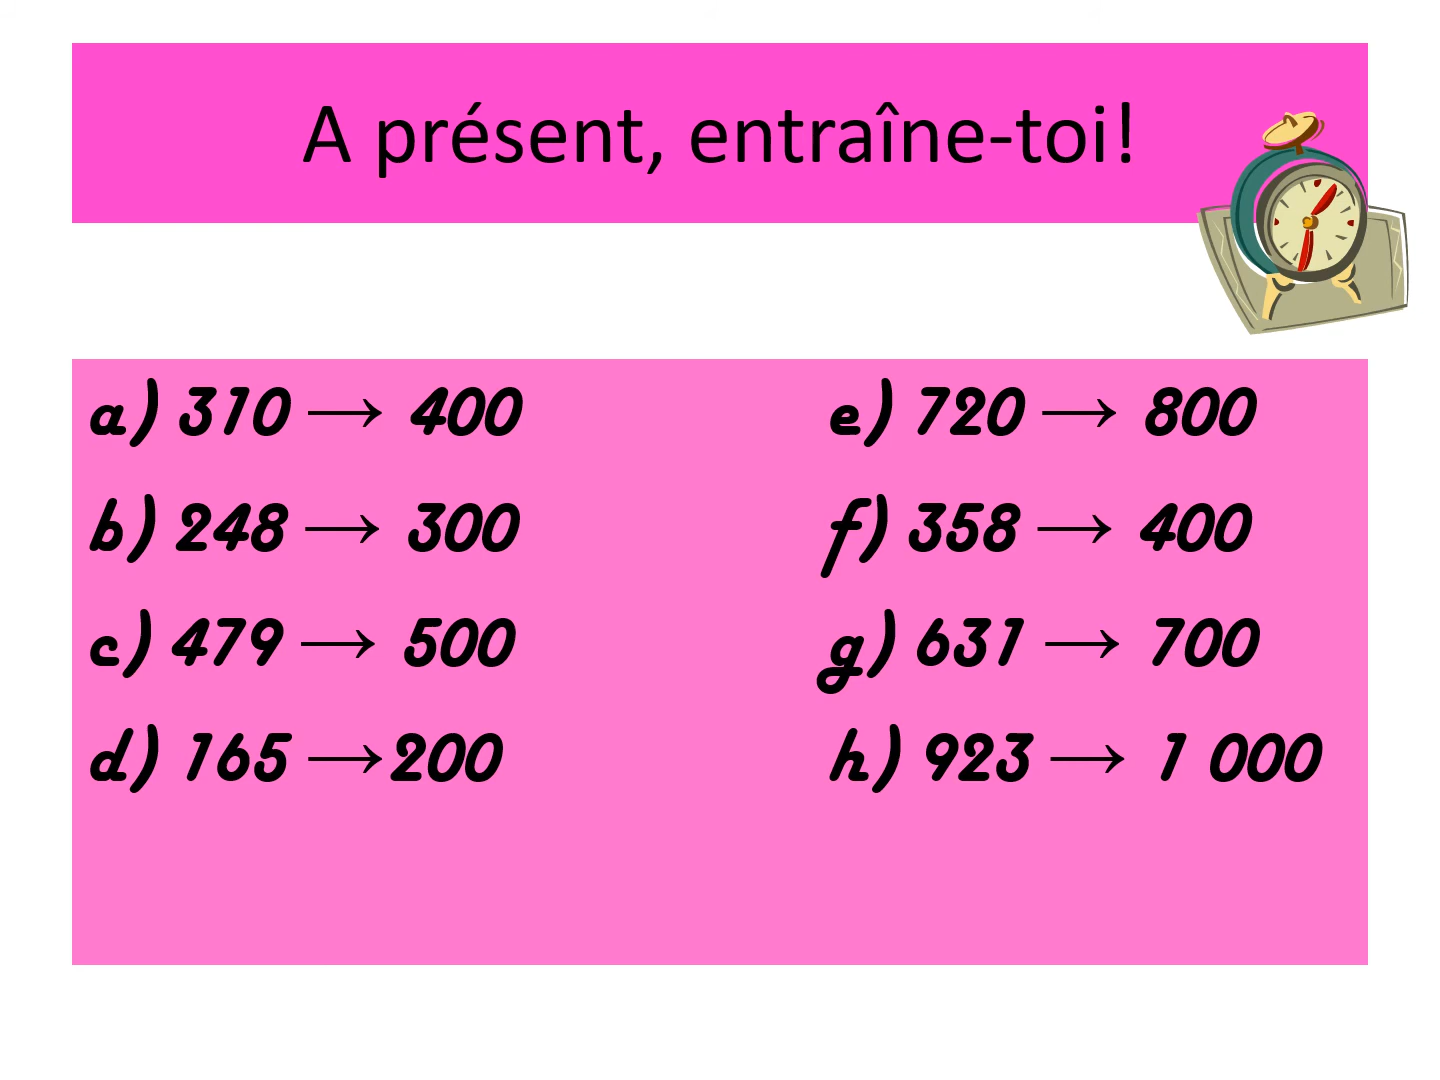 A présent, entraîne-toi!
a) 310 → 400
b) 248 → 300
c) 479 → 500
d) 165 →200
e) 720 → 800
f) 358 → 400
g) 631 → 700
h) 923 → 1 000